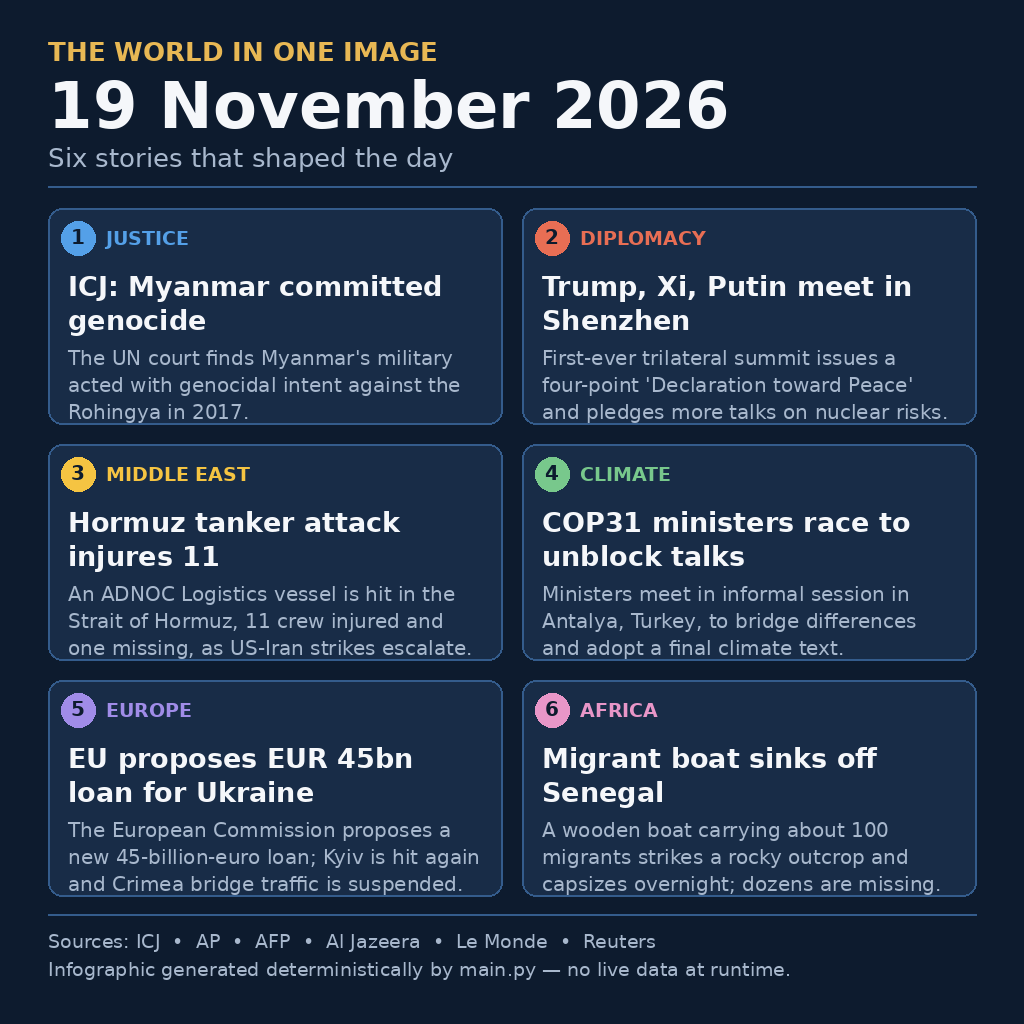 THE WORLD IN ONE IMAGE
19 November 2026
Six stories that shaped the day
1 JUSTICE
ICJ: Myanmar committed
genocide
The UN court finds Myanmar's military
acted with genocidal intent against the
Rohingya in 2017.
2 DIPLOMACY
Trump, Xi, Putin meet in
Shenzhen
First-ever trilateral summit issues a
four-point 'Declaration toward Peace'
and pledges more talks on nuclear risks.
3 MIDDLE EAST
Hormuz tanker attack
injures 11
An ADNOC Logistics vessel is hit in the
Strait of Hormuz, 11 crew injured and
one missing, as US-Iran strikes escalate.
4 CLIMATE
COP31 ministers race to
unblock talks
Ministers meet in informal session in
Antalya, Turkey, to bridge differences
and adopt a final climate text.
5 EUROPE
EU proposes EUR 45bn
loan for Ukraine
The European Commission proposes a
new 45-billion-euro loan; Kyiv is hit again
and Crimea bridge traffic is suspended.
6 AFRICA
Migrant boat sinks off
Senegal
A wooden boat carrying about 100
migrants strikes a rocky outcrop and
capsizes overnight; dozens are missing.
Sources: ICJ • AP • AFP • Al Jazeera • Le Monde • Reuters
Infographic generated deterministically by main.py — no live data at runtime.